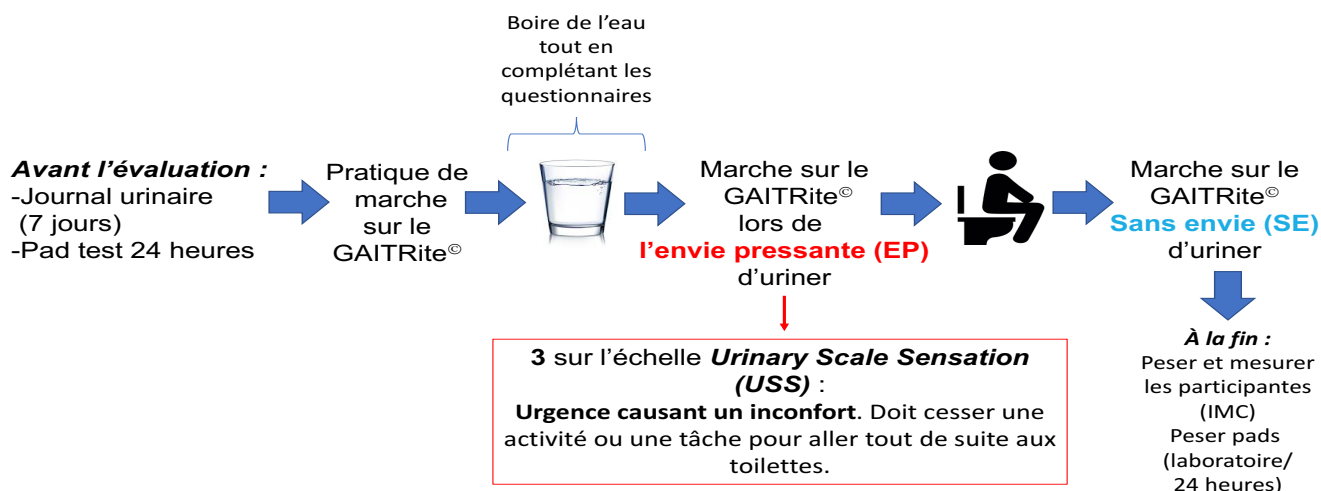 Boire de l'eau
tout en
complétant les
questionnaires
Avant l'évaluation :
-Journal urinaire
(7 jours)
-Pad test 24 heures
Pratique de
marche
sur le
GAITRite©
Marche sur le
GAITRite©
lors de
l'envie pressante (EP)
d'uriner
Marche sur le
GAITRite©
Sans envie (SE)
d'uriner
3 sur l'échelle Urinary Scale Sensation
(USS) :
Urgence causant un inconfort. Doit cesser une
activité ou une tâche pour aller tout de suite aux
toilettes.
À la fin :
Peser et mesurer
les participantes
(IMC)
Peser pads
(laboratoire/
24 heures)